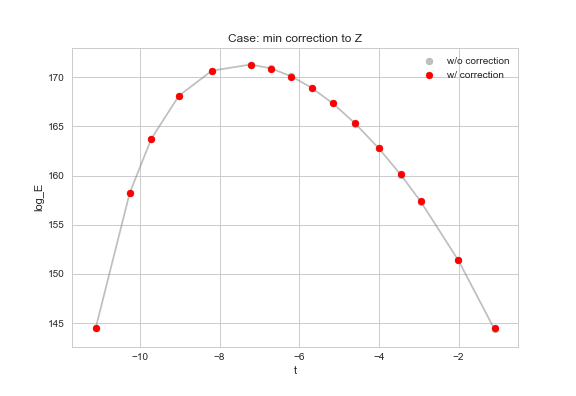 Case: min correction to Z
w/o correction
w/ correction
170
165
160
155
150
145
log_E
−10
−8
−6
−4
−2
t